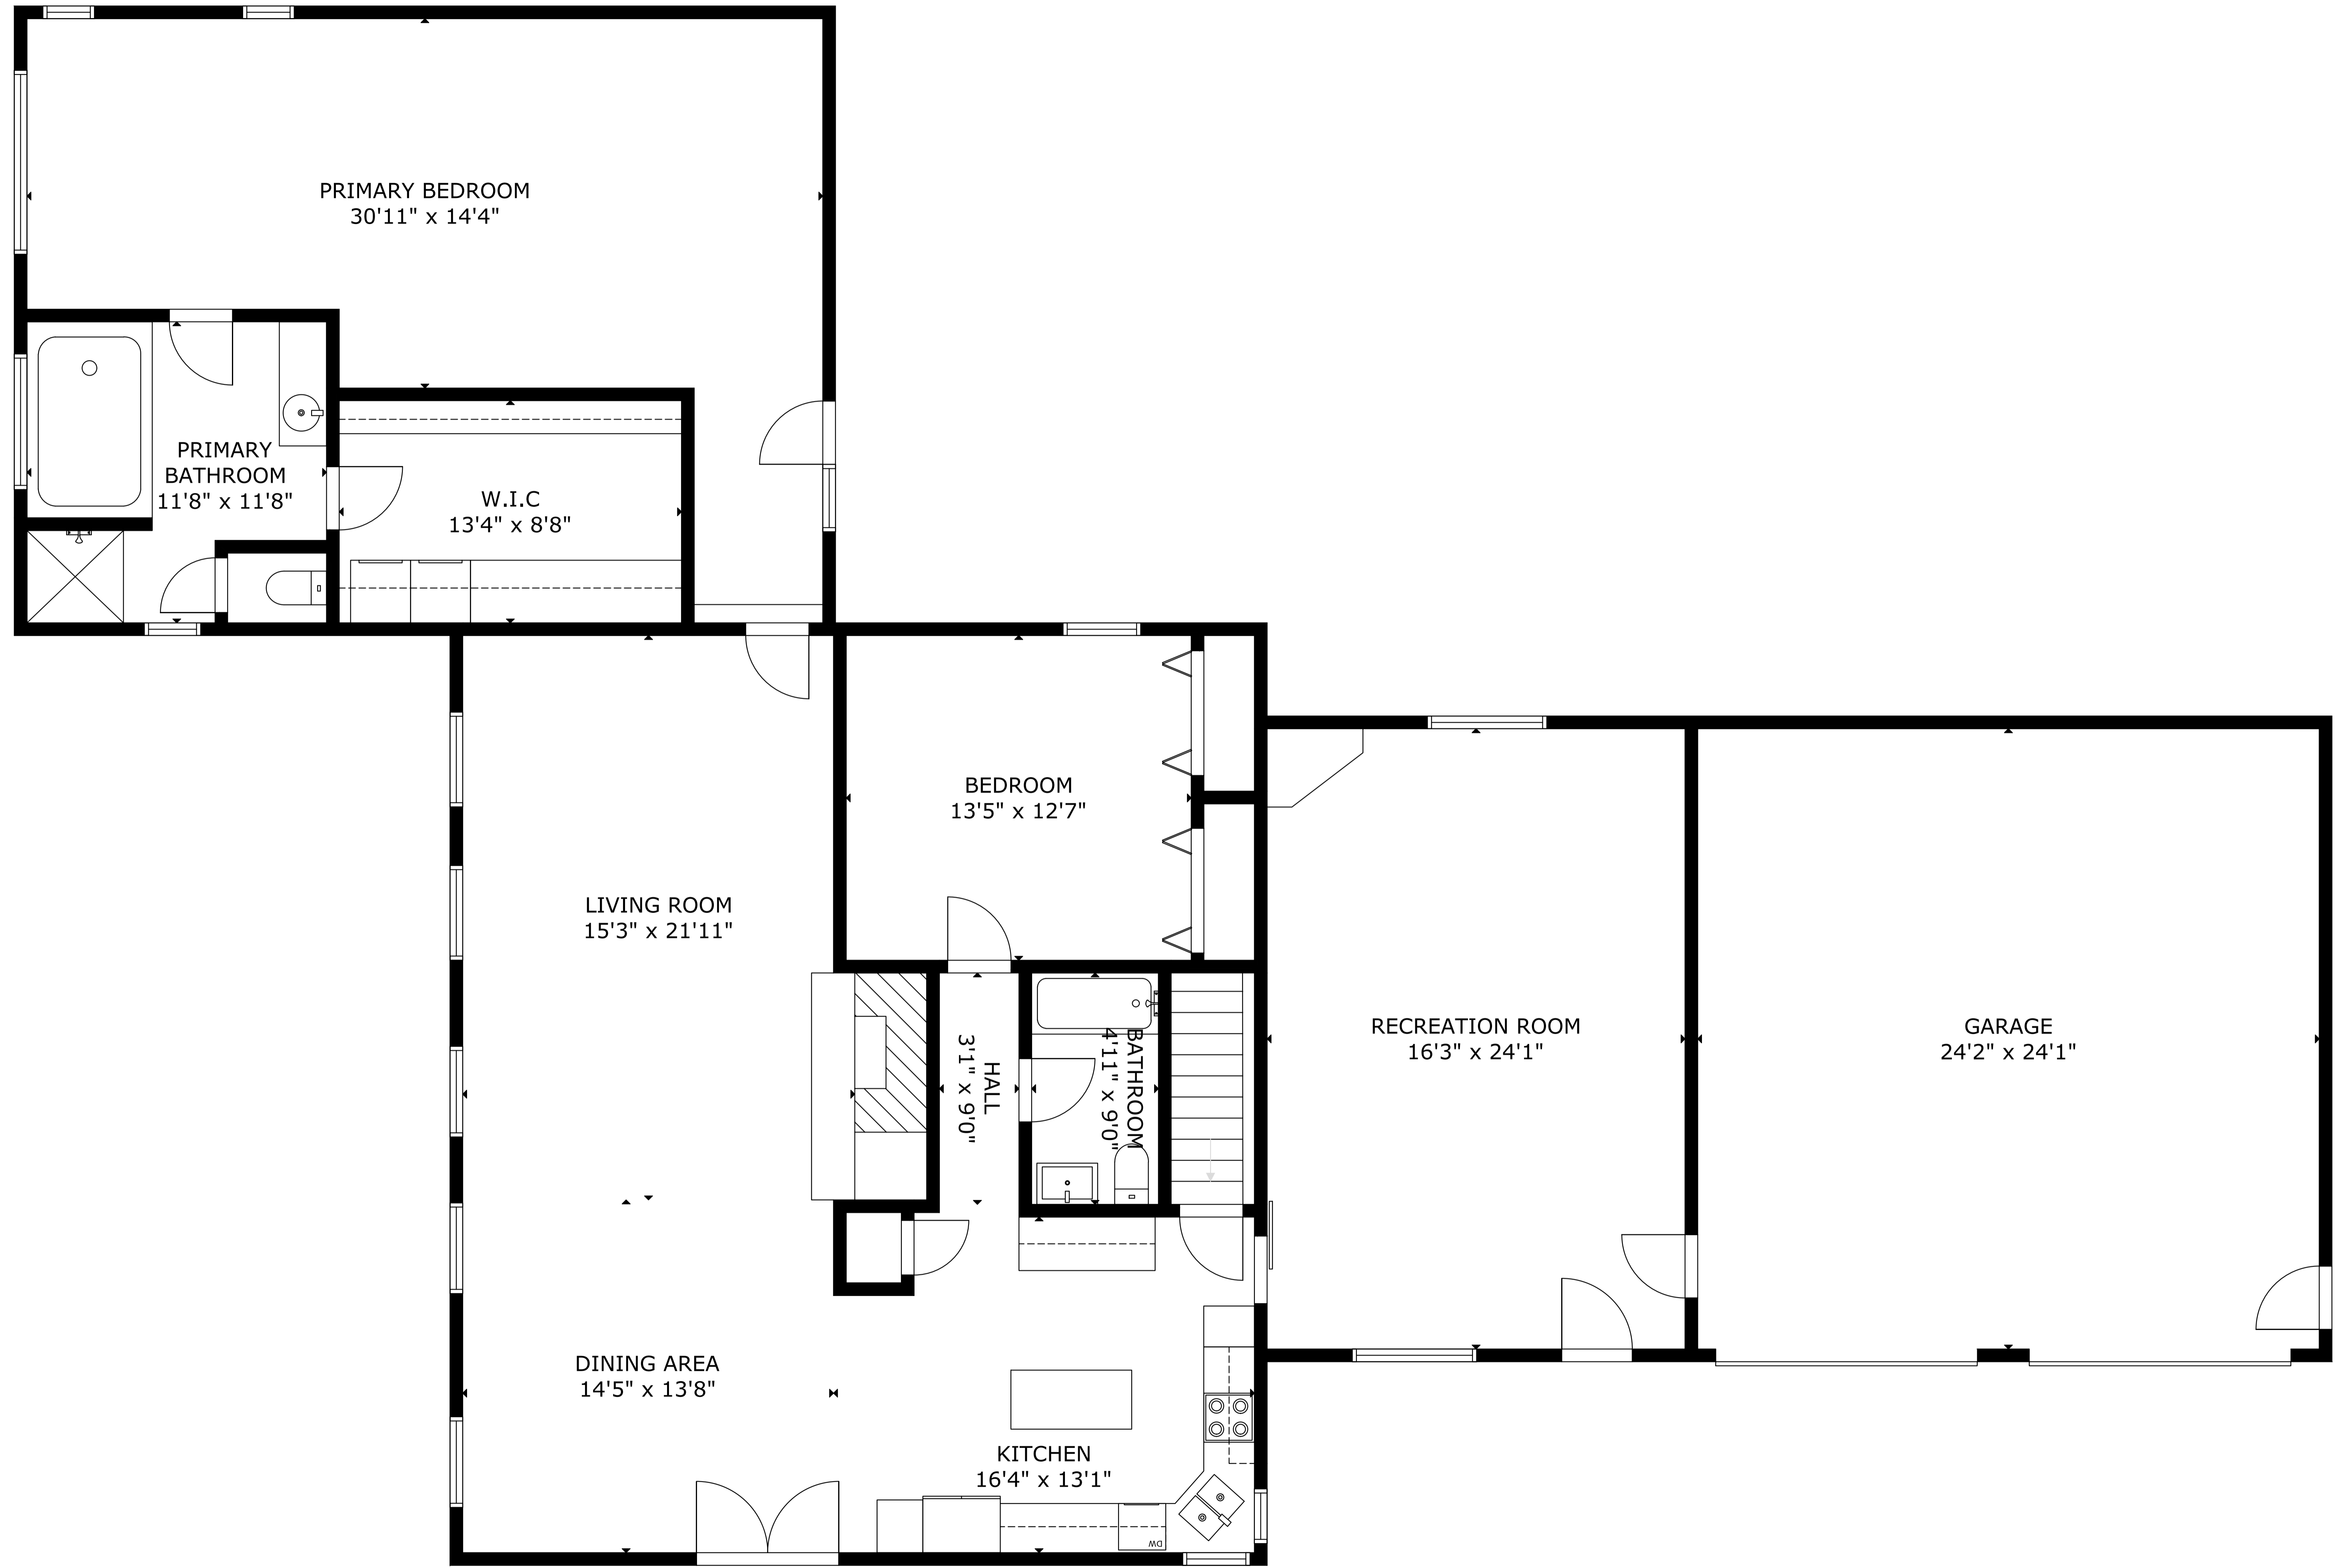 PRIMARY BEDROOM
30'11" x 14'4"
PRIMARY
BATHROOM
11'8" x 11'8"
W.I.C
13'4" x 8'8"
BEDROOM
13'5" x 12'7"
LIVING ROOM
15'3" x 21'11"
HALL
3'1" x 9'0"
BATHROOM
4'11" x 9'0"
RECREATION ROOM
16'3" x 24'1"
GARAGE
24'2" x 24'1"
DINING AREA
14'5" x 13'8"
KITCHEN
16'4" x 13'1"
DW